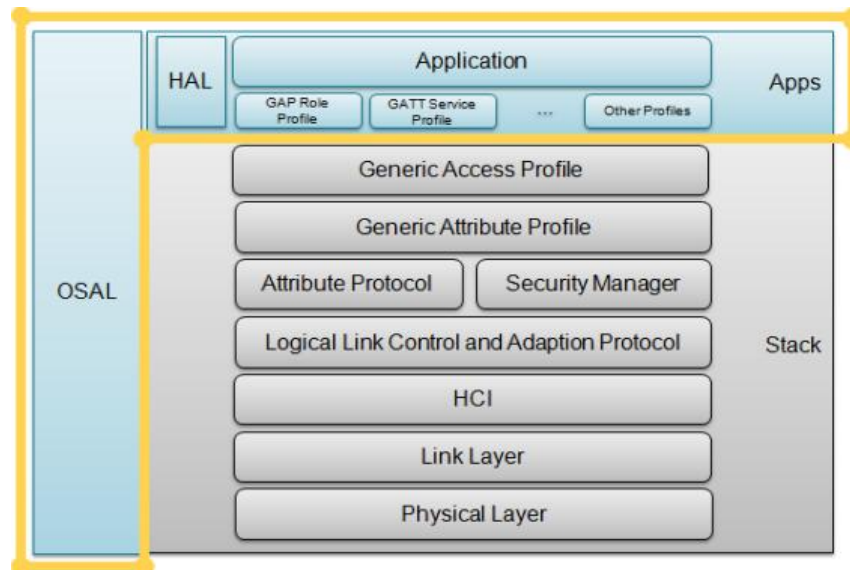 HAL
Application
Apps
GAP Role
Profile
GATT Service
Profile
...
Other Profiles
Generic Access Profile
Generic Attribute Profile
OSAL
Attribute Protocol
Security Manager
Logical Link Control and Adaption Protocol
Stack
HCI
Link Layer
Physical Layer